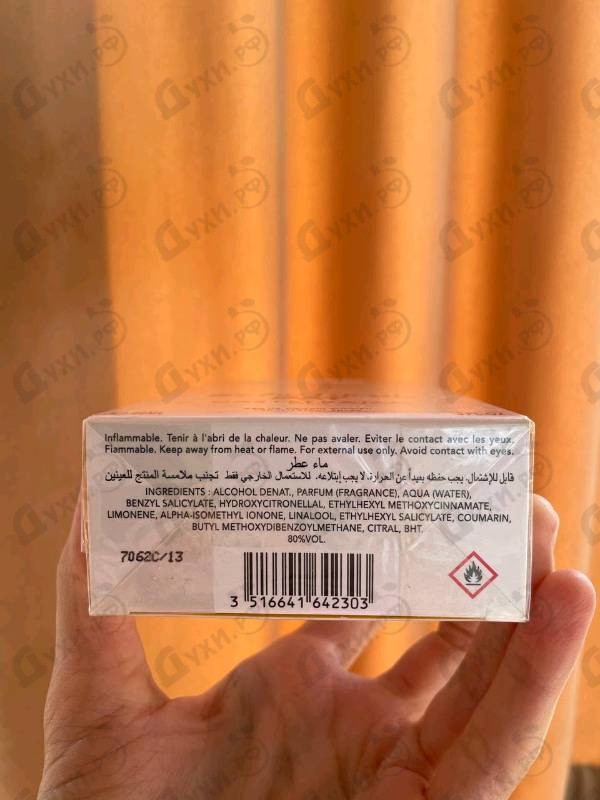 Inflammable. Tenir à l'abri de la chaleur. Ne pas avaler. Eviter le contact avec les yeux.
Flammable. Keep away from heat or flame. For external use only. Avoid contact with eyes.
ماء عطر
قابل للإشتعال. يجب حفظه بعيداً عن الحرارة. لا يجب إبتلاعه. للاستعمال الخارجي فقط. تجنب ملامسة المنتج للعينين
INGREDIENTS : ALCOHOL DENAT., PARFUM (FRAGRANCE), AQUA (WATER),
BENZYL SALICYLATE, HYDROXYCITRONELLAL, ETHYLHEXYL METHOXYCINNAMATE,
LIMONENE, ALPHA-ISOMETHYL IONONE, LINALOOL, ETHYLHEXYL SALICYLATE, COUMARIN,
BUTYL METHOXYDIBENZOYLMETHANE, CITRAL, BHT.
80%VOL.
7062C/13
3 516641 642303
Духи.рф